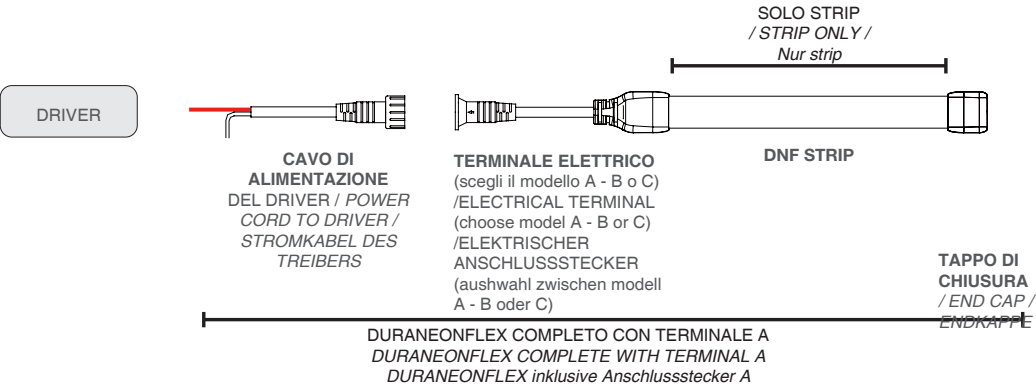 SOLO STRIP
/ STRIP ONLY /
Nur strip
DRIVER
CAVO DI
ALIMENTAZIONE
DEL DRIVER / POWER
CORD TO DRIVER /
STROMKABEL DES
TREIBERS
TERMINALE ELETTRICO
(scegli il modello A - B o C)
/ELECTRICAL TERMINAL
(choose model A - B or C)
/ELEKTRISCHER
ANSCHLUSSSTECKER
(aushwahl zwischen modell
A - B oder C)
DNF STRIP
TAPPO DI
CHIUSURA
/ END CAP /
ENDKAPPE
DURANEONFLEX COMPLETO CON TERMINALE A
DURANEONFLEX COMPLETE WITH TERMINAL A
DURANEONFLEX inklusive Anschlussstecker A